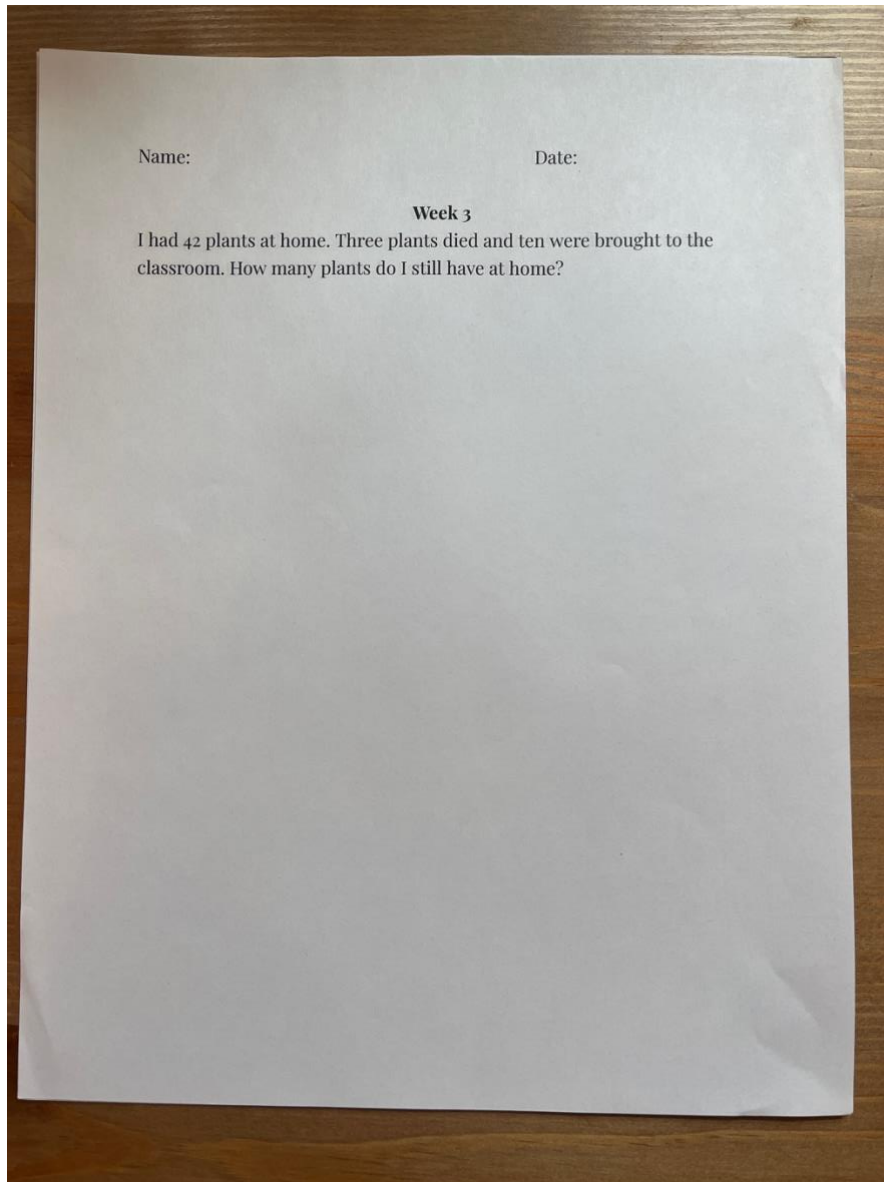 Name: Date:
Week 3
I had 42 plants at home. Three plants died and ten were brought to the
classroom. How many plants do I still have at home?